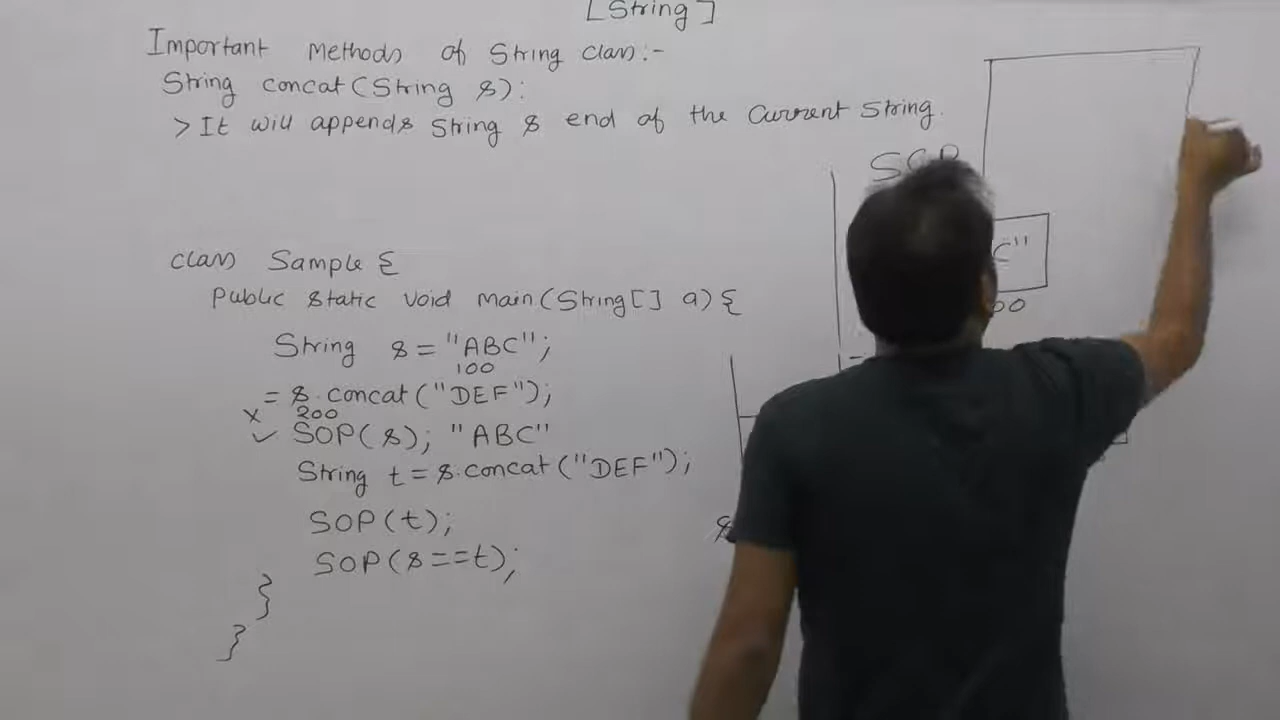 [String]
Important Methods of String class:-
String concat(String s):
> It will appends String s end of the Current String.
SCP
class Sample {
Public static void main(String[] a){
String s = "ABC";
100
= s.concat("DEF");
x 200
✓ SOP(s); "ABC"
String t = s.concat("DEF");
SOP(t);
SOP(s==t);
}
}
C"
00
s